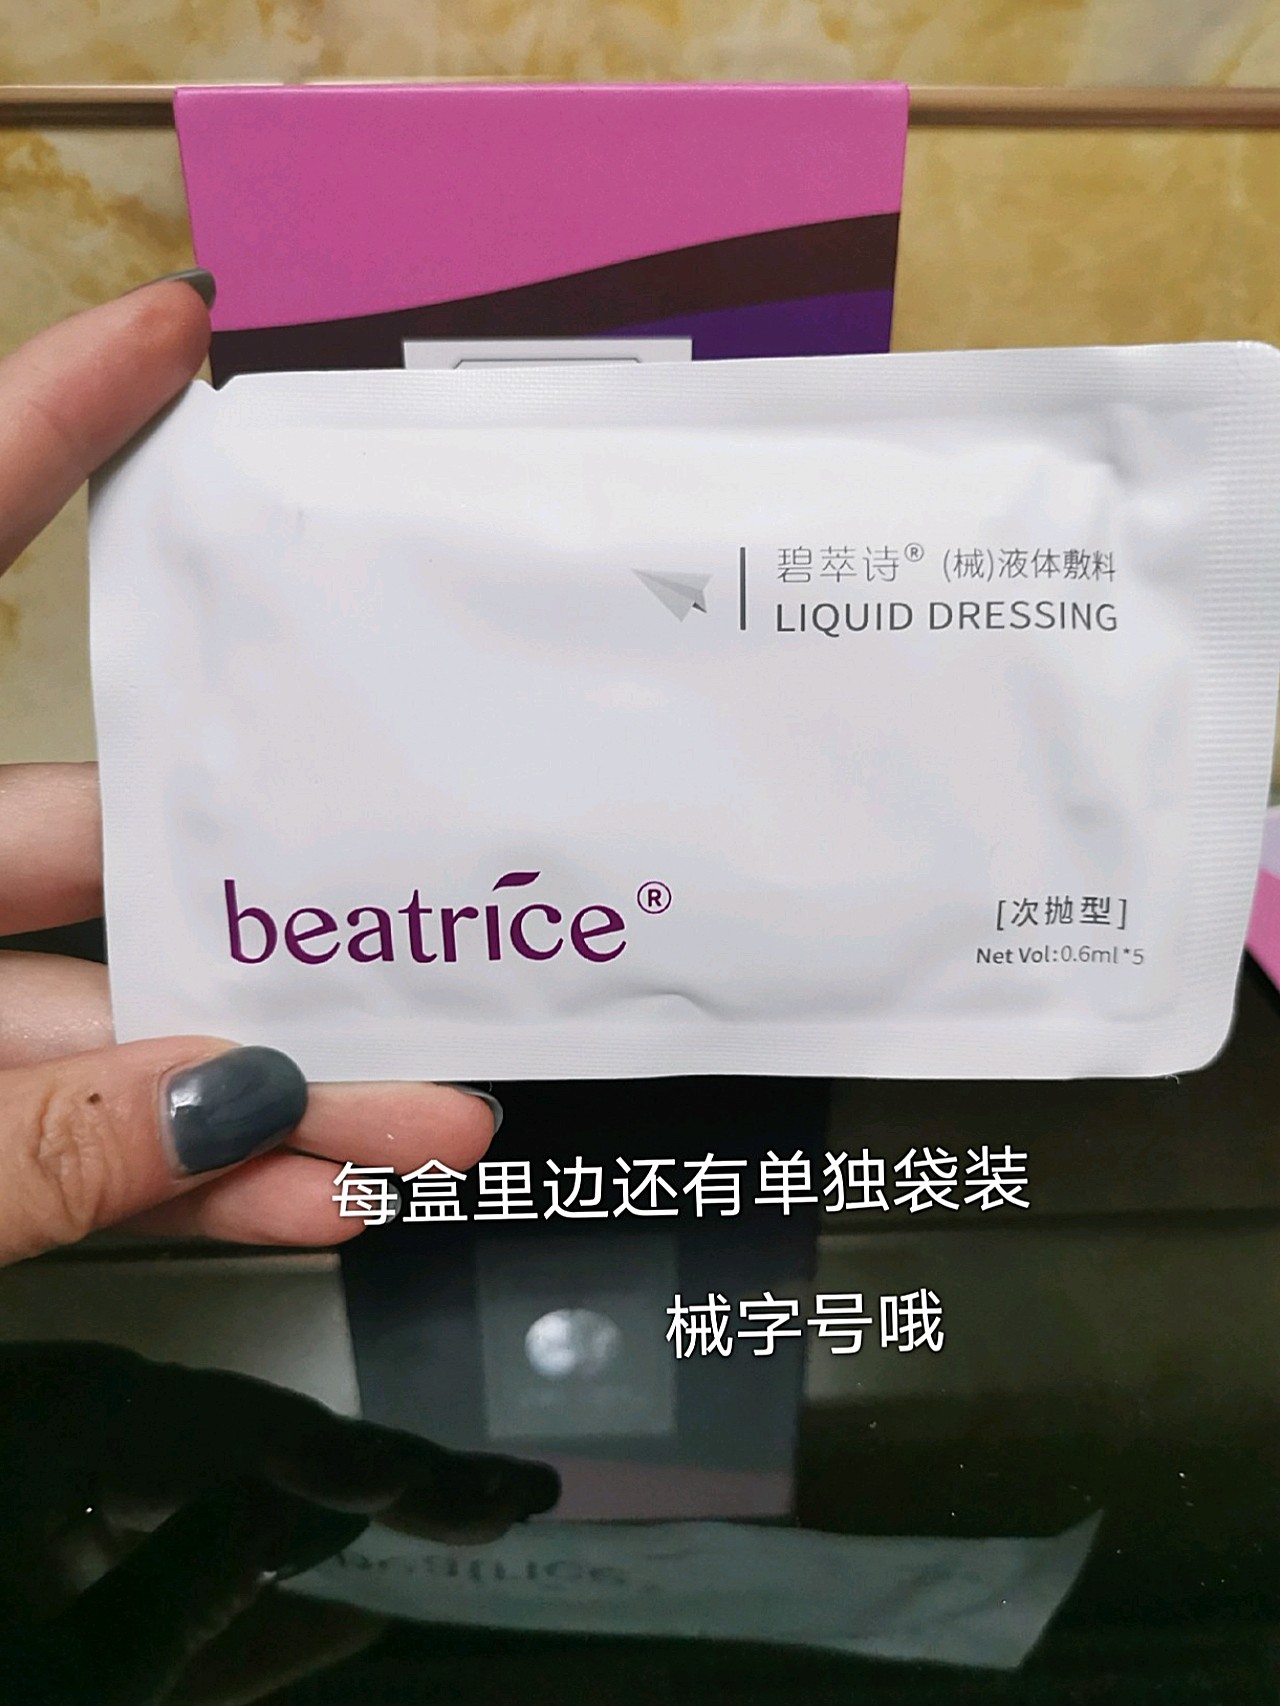 碧萃诗® (械)液体敷料
LIQUID DRESSING
beatrice®
[次抛型]
Net Vol:0.6ml*5
每盒里边还有单独袋装
械字号哦